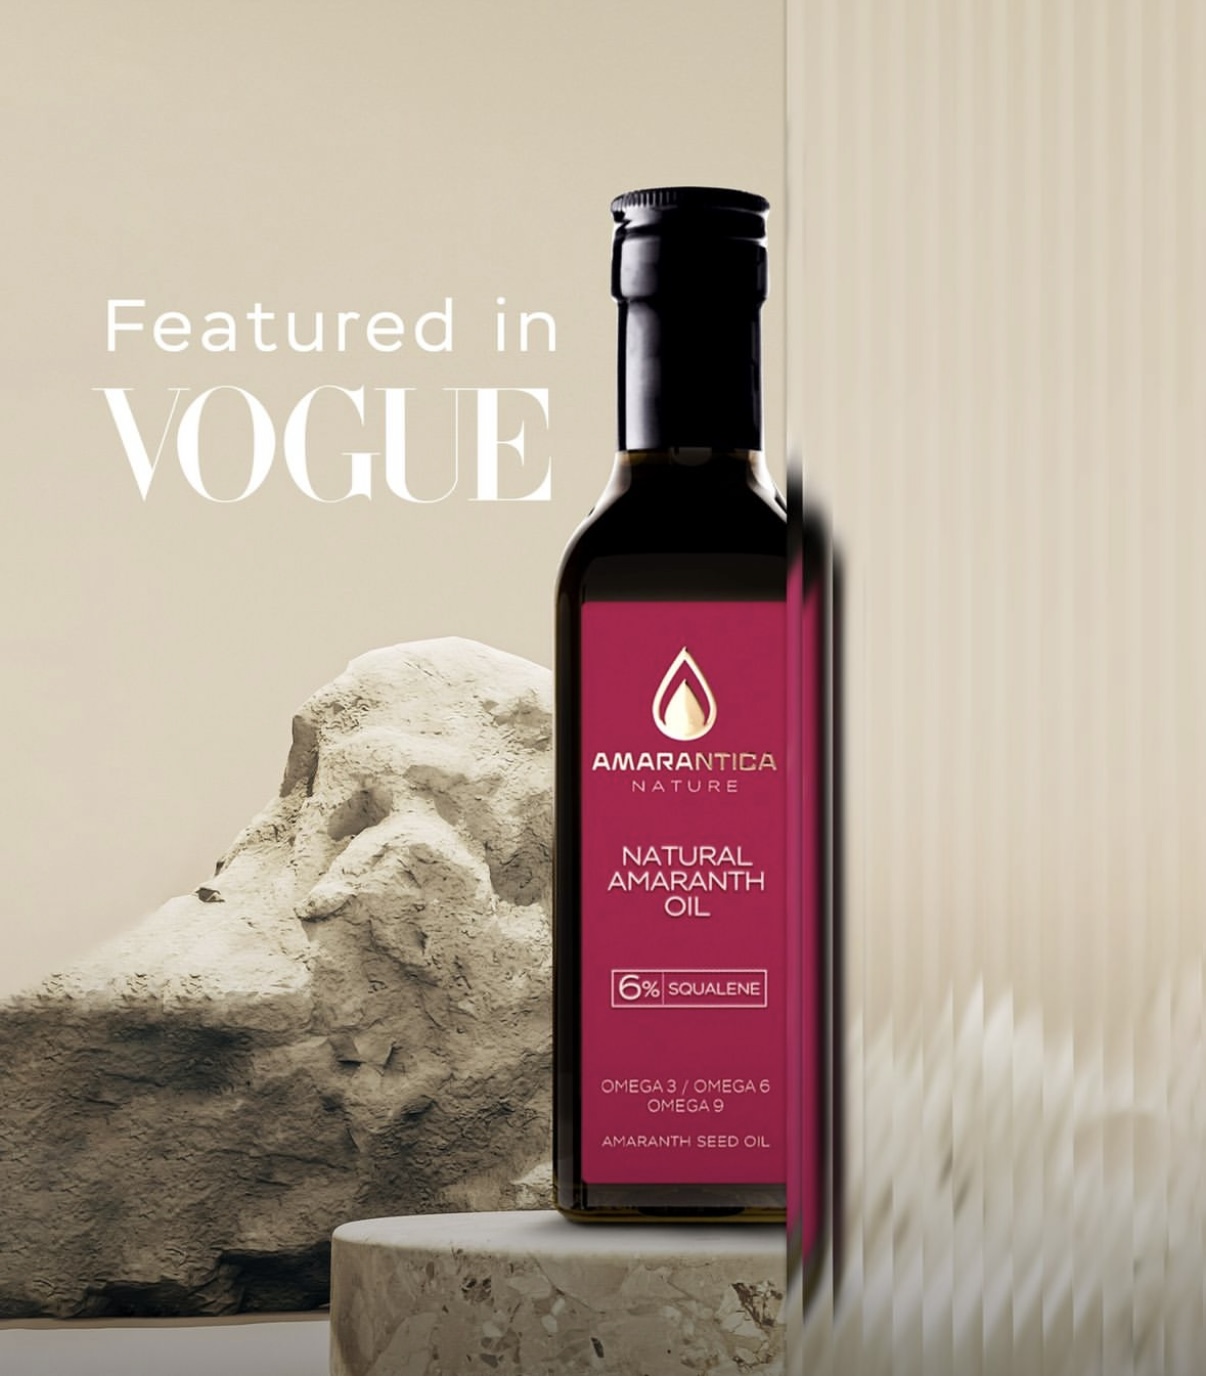 Featured in
VOGUE
AMARANTICA
NATURE
NATURAL
AMARANTH
OIL
6% SQUALENE
OMEGA 3 / OMEGA 6
OMEGA 9
AMARANTH SEED OIL